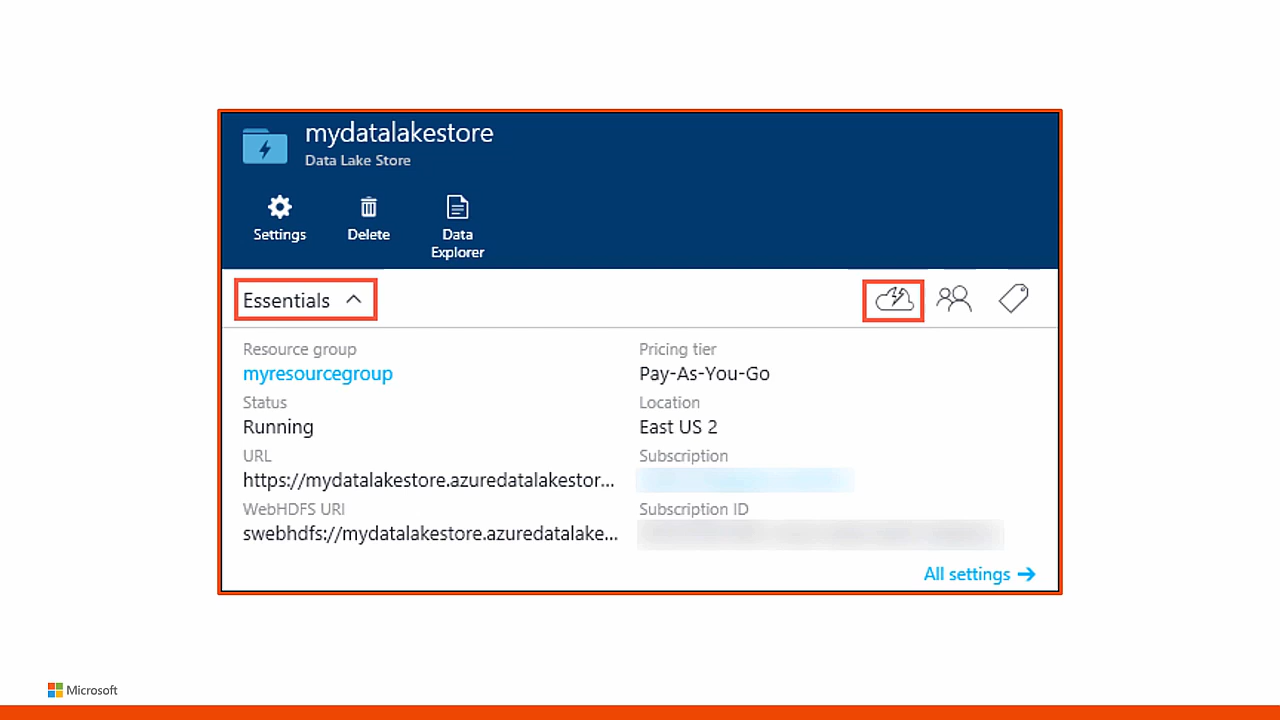 mydatalakestore
Data Lake Store
Settings
Delete
Data
Explorer
Essentials
Resource group
myresourcegroup
Pricing tier
Pay-As-You-Go
Status
Running
Location
East US 2
URL
https://mydatalakestore.azuredatalakestor...
Subscription
WebHDFS URI
swebhdfs://mydatalakestore.azuredatalake...
Subscription ID
All settings
Microsoft